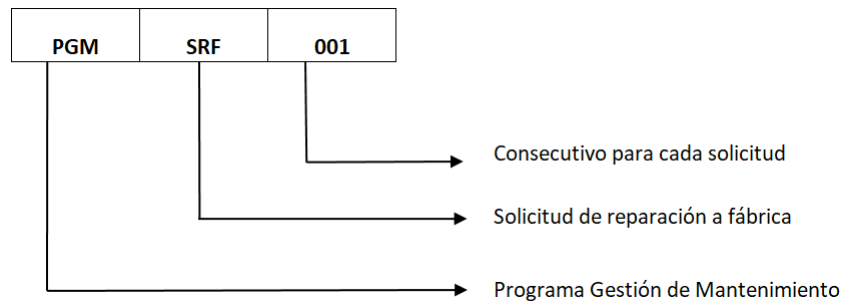 PGM SRF 001
Consecutivo para cada solicitud
Solicitud de reparación a fábrica
Programa Gestión de Mantenimiento